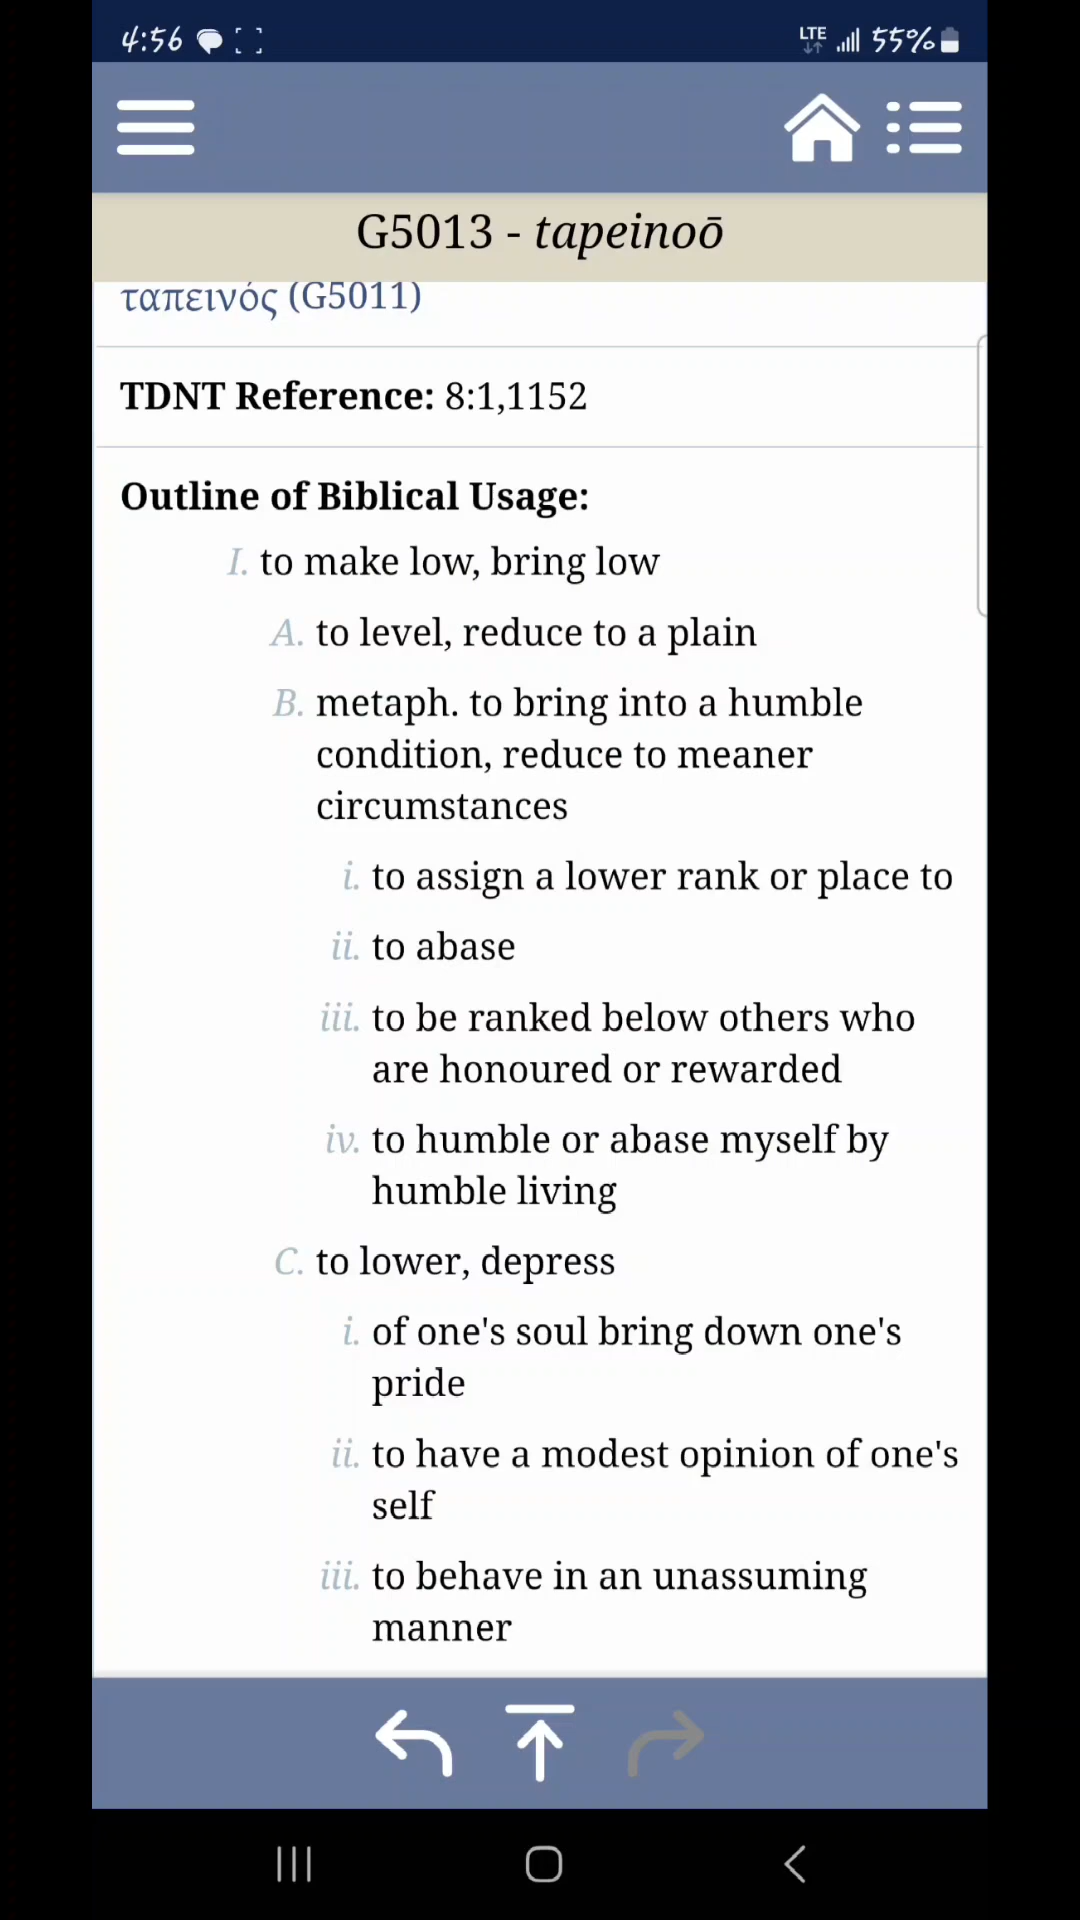 4:56
LTE
55%
G5013 - tapeinoō
ταπεινός (G5011)
TDNT Reference: 8:1,1152
Outline of Biblical Usage:
I. to make low, bring low
A. to level, reduce to a plain
B. metaph. to bring into a humble
condition, reduce to meaner
circumstances
i. to assign a lower rank or place to
ii. to abase
iii. to be ranked below others who
are honoured or rewarded
iv. to humble or abase myself by
humble living
C. to lower, depress
i. of one's soul bring down one's
pride
ii. to have a modest opinion of one's
self
iii. to behave in an unassuming
manner